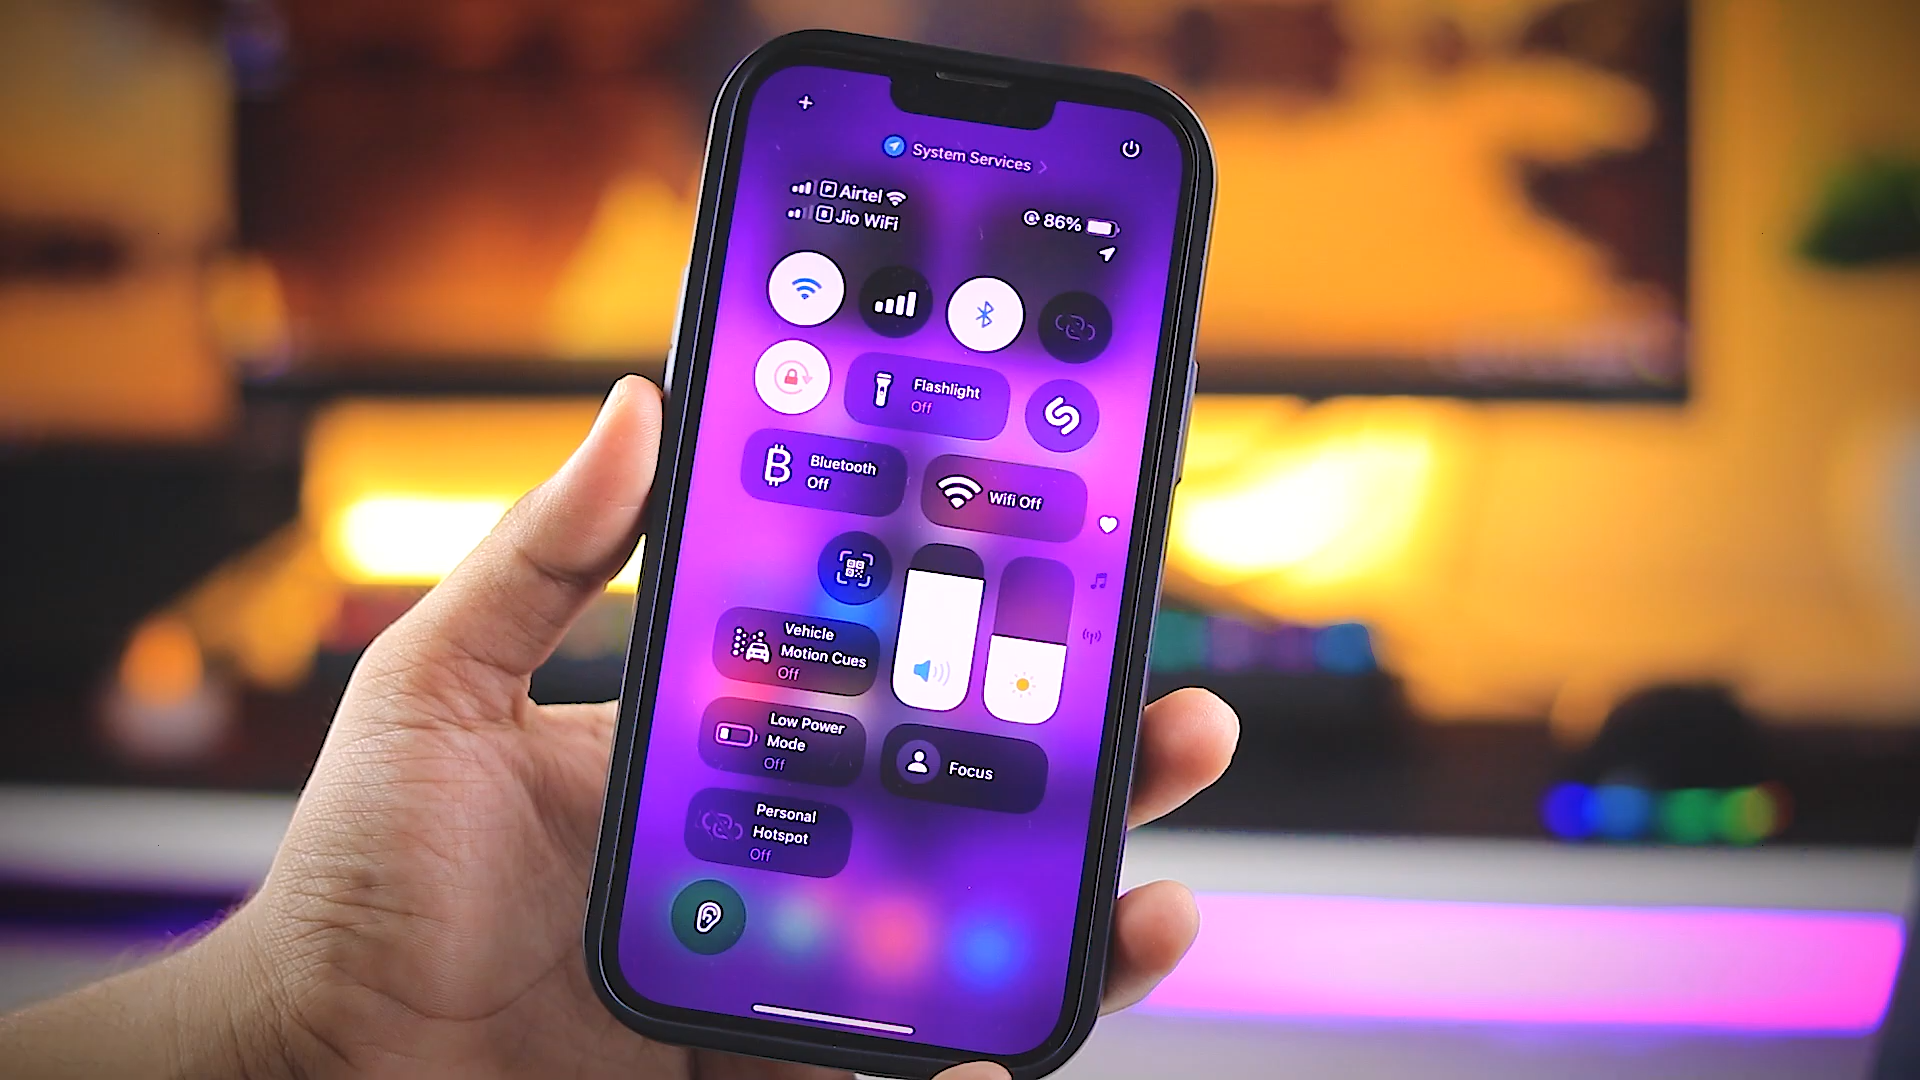 System Services
Airtel
86%
Jio WiFi
Flashlight
Off
Bluetooth
Off
Wifi Off
Vehicle
Motion Cues
Off
Low Power
Mode
Off
Focus
Personal
Hotspot
Off